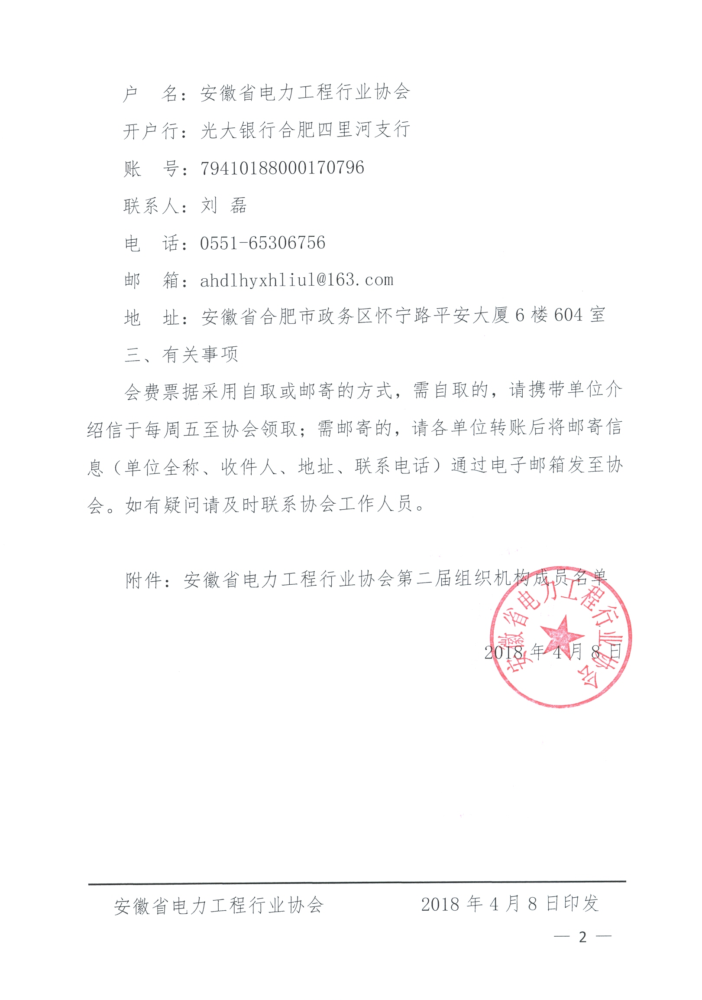 户　名：安徽省电力工程行业协会
开户行：光大银行合肥四里河支行
账　号：79410188000170796
联系人：刘 磊
电　话：0551-65306756
邮　箱：ahdlhyxhliul@163.com
地　址：安徽省合肥市政务区怀宁路平安大厦 6 楼 604 室
三、有关事项
会费票据采用自取或邮寄的方式，需自取的，请携带单位介
绍信于每周五至协会领取；需邮寄的，请各单位转账后将邮寄信
息（单位全称、收件人、地址、联系电话）通过电子邮箱发至协
会。如有疑问请及时联系协会工作人员。
附件：安徽省电力工程行业协会第二届组织机构成员名单
安徽省电力工程行业协会
2018 年 4 月 8 日
安徽省电力工程行业协会　2018 年 4 月 8 日印发
— 2 —